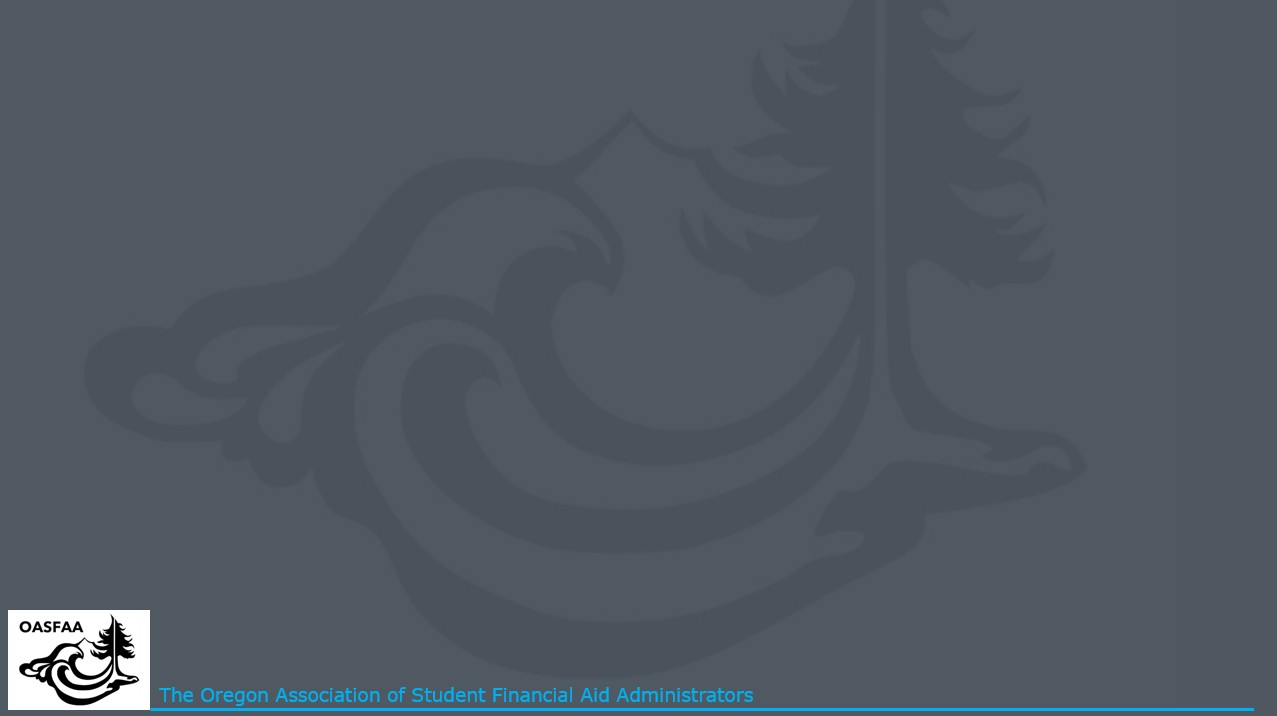 OASFAA
The Oregon Association of Student Financial Aid Administrators